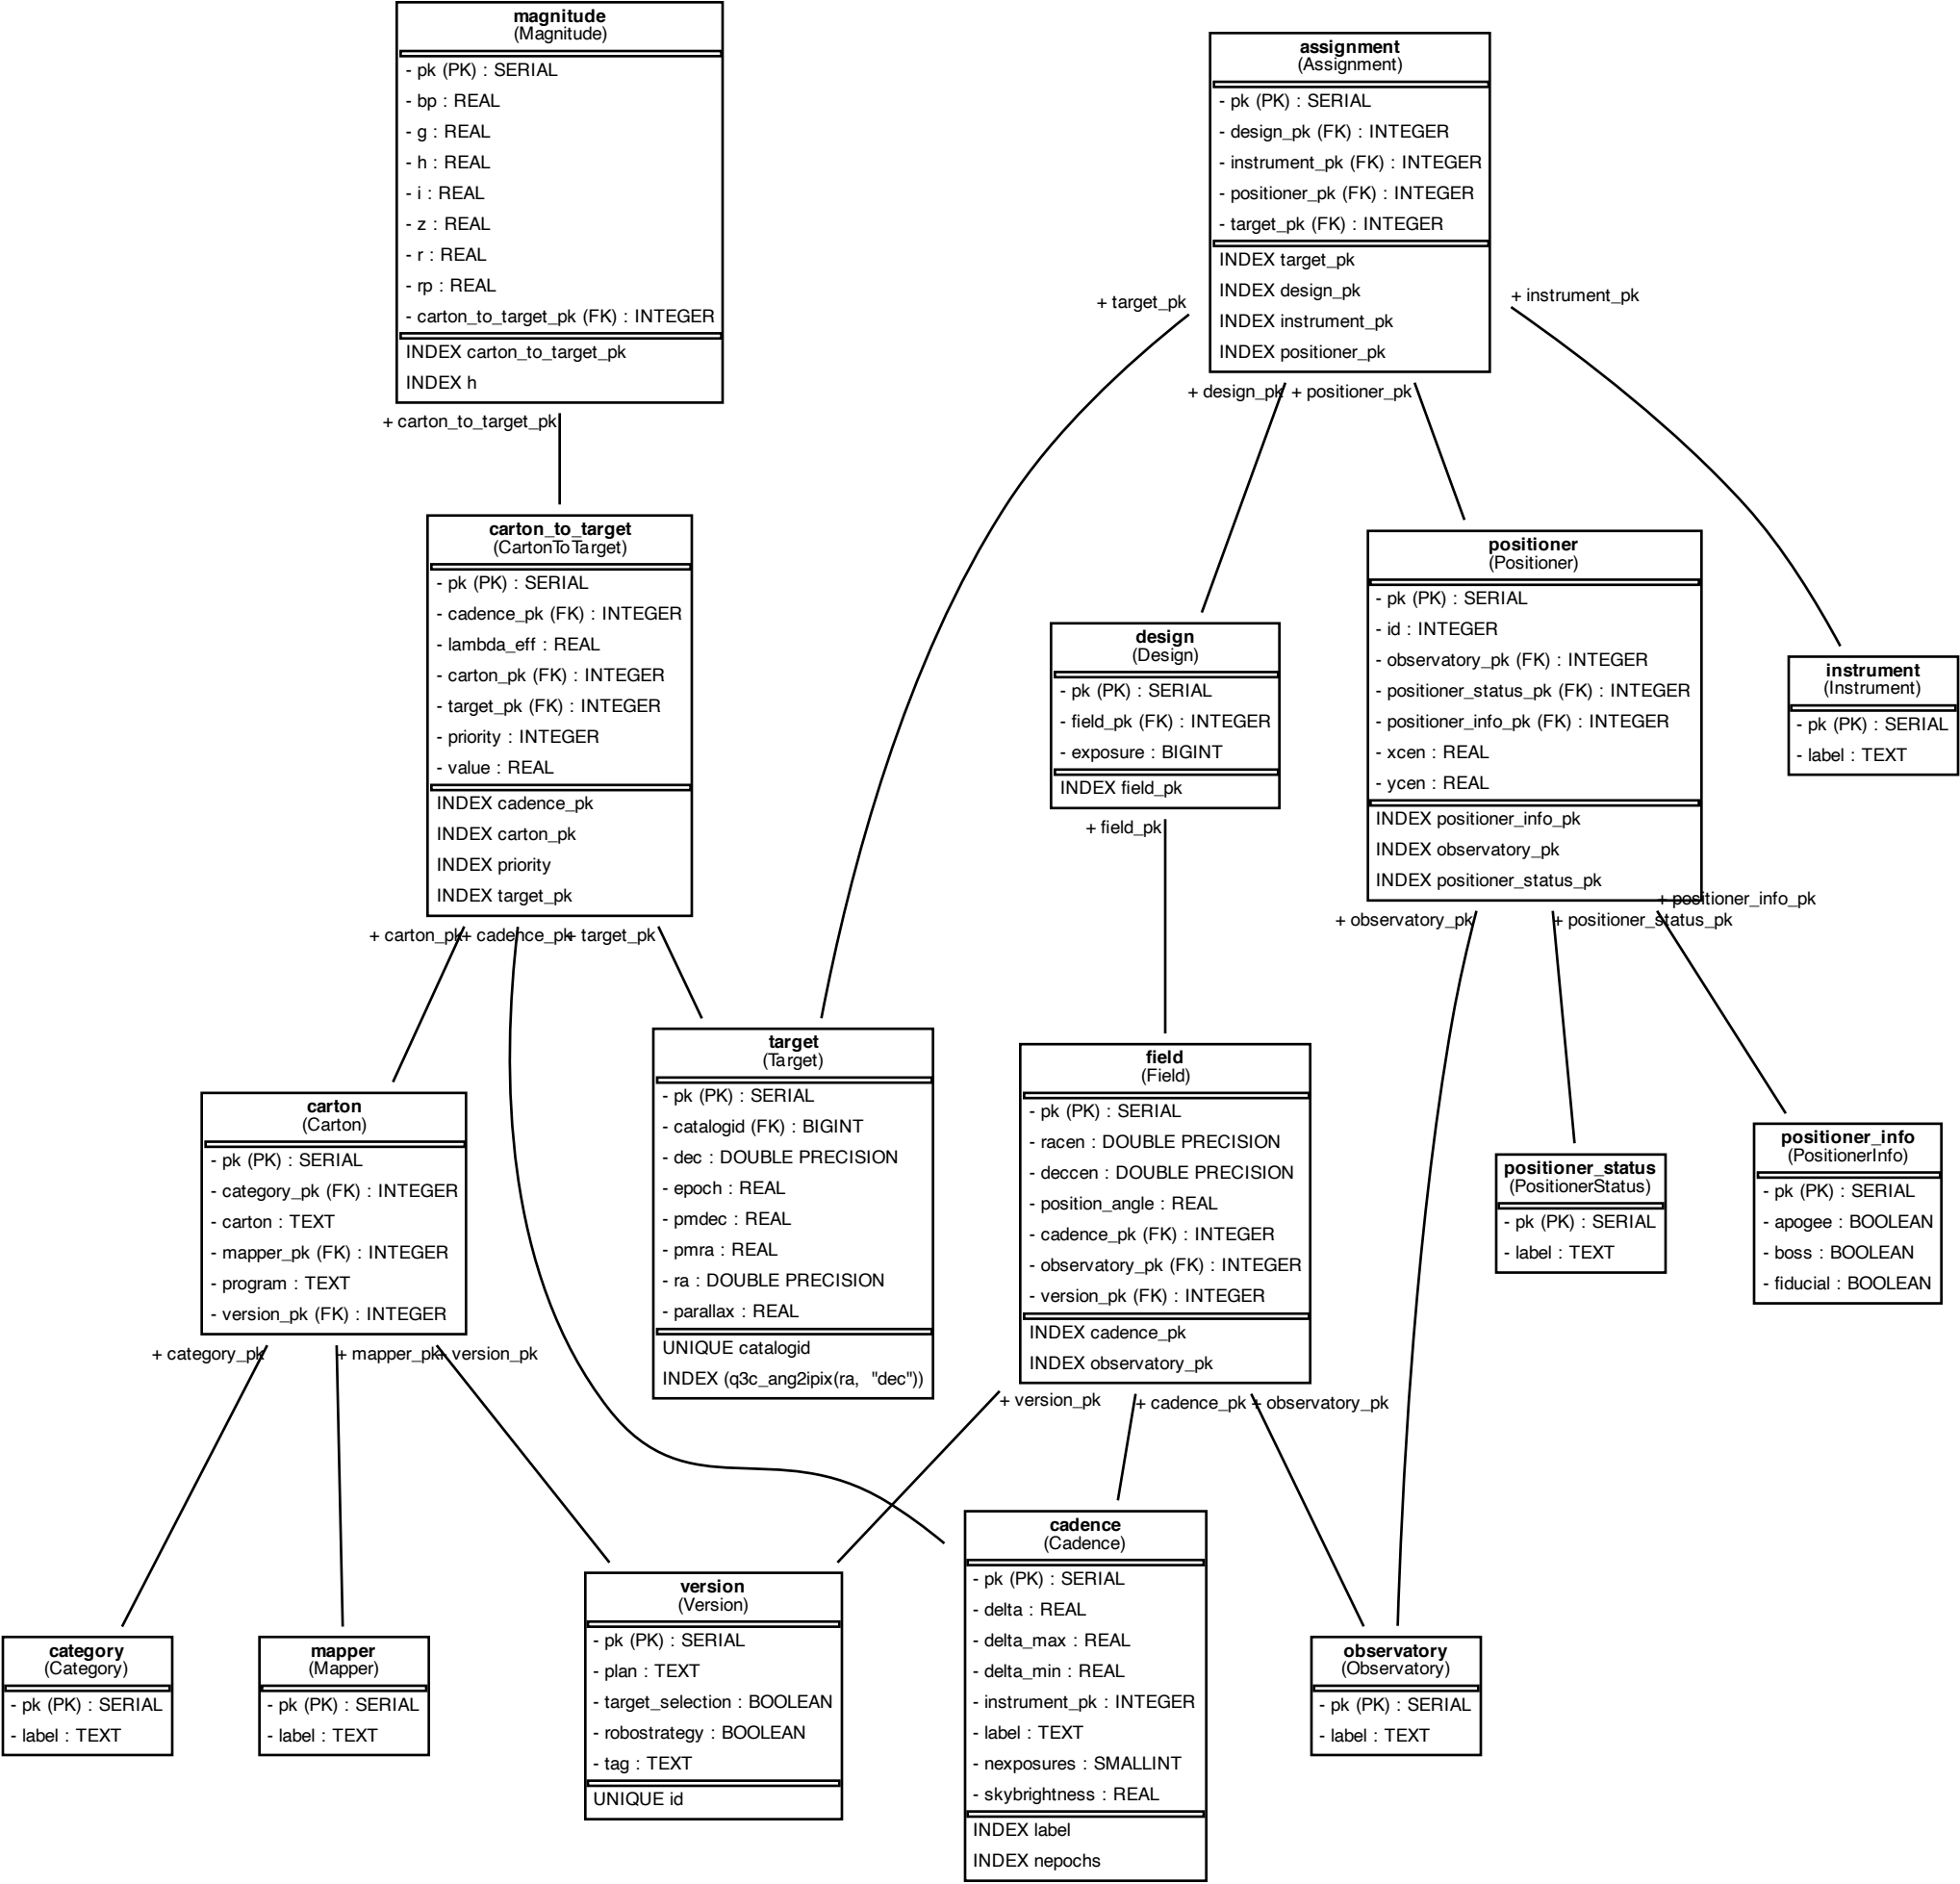 magnitude
(Magnitude)
- pk (PK) : SERIAL
- bp : REAL
- g : REAL
- h : REAL
- i : REAL
- z : REAL
- r : REAL
- rp : REAL
- carton_to_target_pk (FK) : INTEGER
INDEX carton_to_target_pk
INDEX h
+ carton_to_target_pk
assignment
(Assignment)
- pk (PK) : SERIAL
- design_pk (FK) : INTEGER
- instrument_pk (FK) : INTEGER
- positioner_pk (FK) : INTEGER
- target_pk (FK) : INTEGER
INDEX target_pk
INDEX design_pk
INDEX instrument_pk
INDEX positioner_pk
+ target_pk
+ instrument_pk
+ design_pk
+ positioner_pk
carton_to_target
(CartonToTarget)
- pk (PK) : SERIAL
- cadence_pk (FK) : INTEGER
- lambda_eff : REAL
- carton_pk (FK) : INTEGER
- target_pk (FK) : INTEGER
- priority : INTEGER
- value : REAL
INDEX cadence_pk
INDEX carton_pk
INDEX priority
INDEX target_pk
+ carton_pk
+ cadence_pk
+ target_pk
design
(Design)
- pk (PK) : SERIAL
- field_pk (FK) : INTEGER
- exposure : BIGINT
INDEX field_pk
+ field_pk
positioner
(Positioner)
- pk (PK) : SERIAL
- id : INTEGER
- observatory_pk (FK) : INTEGER
- positioner_status_pk (FK) : INTEGER
- positioner_info_pk (FK) : INTEGER
- xcen : REAL
- ycen : REAL
INDEX positioner_info_pk
INDEX observatory_pk
INDEX positioner_status_pk
+ positioner_info_pk
+ observatory_pk
+ positioner_status_pk
instrument
(Instrument)
- pk (PK) : SERIAL
- label : TEXT
carton
(Carton)
- pk (PK) : SERIAL
- category_pk (FK) : INTEGER
- carton : TEXT
- mapper_pk (FK) : INTEGER
- program : TEXT
- version_pk (FK) : INTEGER
+ category_pk
+ mapper_pk
+ version_pk
target
(Target)
- pk (PK) : SERIAL
- catalogid (FK) : BIGINT
- dec : DOUBLE PRECISION
- epoch : REAL
- pmdec : REAL
- pmra : REAL
- ra : DOUBLE PRECISION
- parallax : REAL
UNIQUE catalogid
INDEX (q3c_ang2ipix(ra, "dec"))
field
(Field)
- pk (PK) : SERIAL
- racen : DOUBLE PRECISION
- deccen : DOUBLE PRECISION
- position_angle : REAL
- cadence_pk (FK) : INTEGER
- observatory_pk (FK) : INTEGER
- version_pk (FK) : INTEGER
INDEX cadence_pk
INDEX observatory_pk
+ version_pk
+ cadence_pk
+ observatory_pk
positioner_status
(PositionerStatus)
- pk (PK) : SERIAL
- label : TEXT
positioner_info
(PositionerInfo)
- pk (PK) : SERIAL
- apogee : BOOLEAN
- boss : BOOLEAN
- fiducial : BOOLEAN
category
(Category)
- pk (PK) : SERIAL
- label : TEXT
mapper
(Mapper)
- pk (PK) : SERIAL
- label : TEXT
version
(Version)
- pk (PK) : SERIAL
- plan : TEXT
- target_selection : BOOLEAN
- robostrategy : BOOLEAN
- tag : TEXT
UNIQUE id
cadence
(Cadence)
- pk (PK) : SERIAL
- delta : REAL
- delta_max : REAL
- delta_min : REAL
- instrument_pk : INTEGER
- label : TEXT
- nexposures : SMALLINT
- skybrightness : REAL
INDEX label
INDEX nepochs
observatory
(Observatory)
- pk (PK) : SERIAL
- label : TEXT